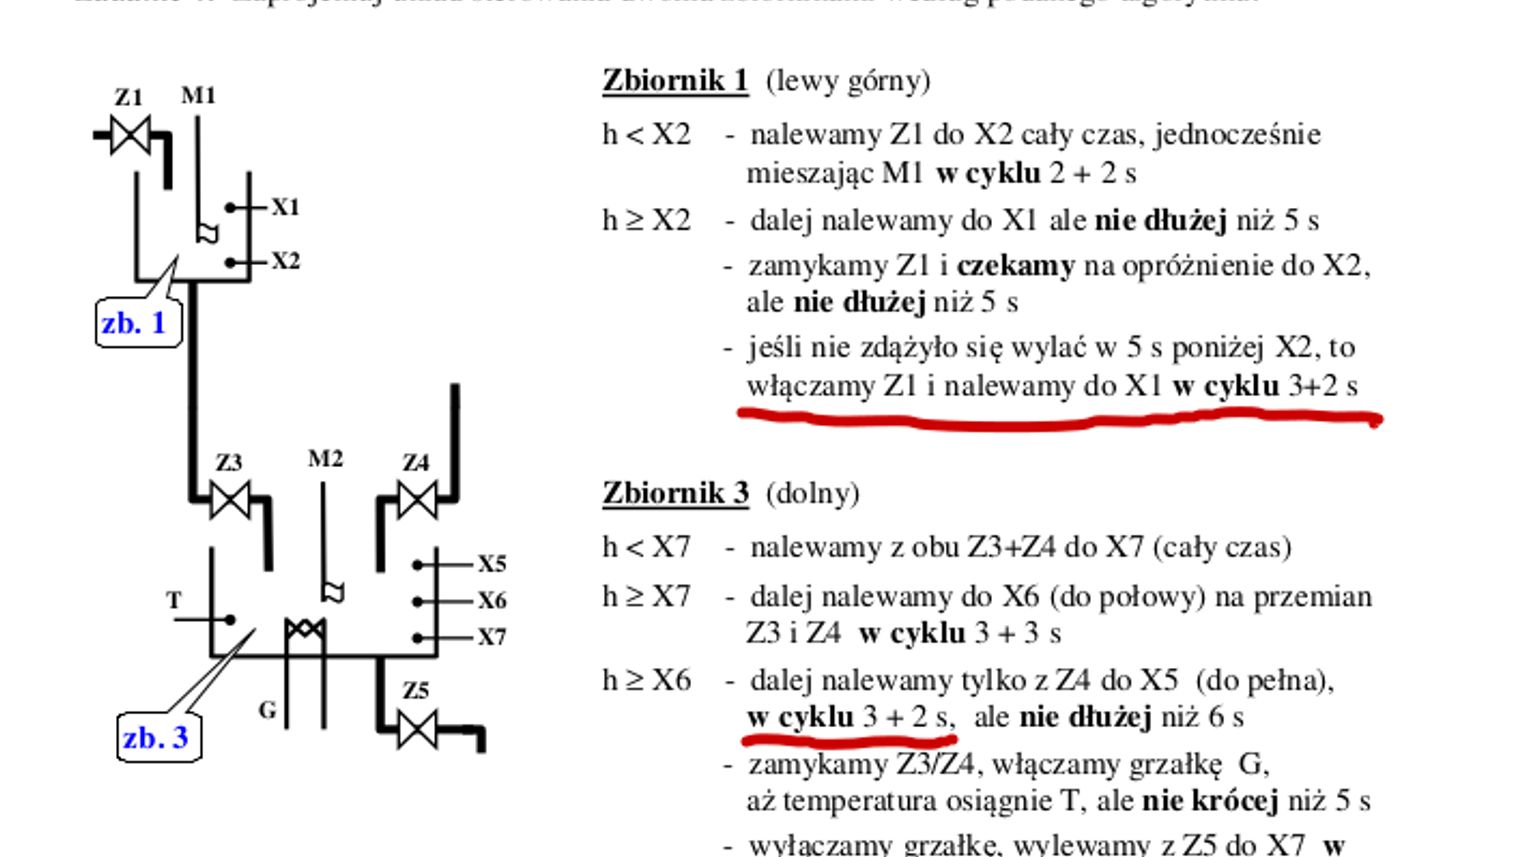 Z1 M1
X1
X2
zb. 1
Zbiornik 1 (lewy górny)
h < X2 - nalewamy Z1 do X2 cały czas, jednocześnie
mieszając M1 w cyklu 2 + 2 s
h ≥ X2 - dalej nalewamy do X1 ale nie dłużej niż 5 s
- zamykamy Z1 i czekamy na opróżnienie do X2,
ale nie dłużej niż 5 s
- jeśli nie zdążyło się wylać w 5 s poniżej X2, to
włączamy Z1 i nalewamy do X1 w cyklu 3+2 s
Z3 M2 Z4
X5
X6
X7
T
G
Z5
zb. 3
Zbiornik 3 (dolny)
h < X7 - nalewamy z obu Z3+Z4 do X7 (cały czas)
h ≥ X7 - dalej nalewamy do X6 (do połowy) na przemian
Z3 i Z4 w cyklu 3 + 3 s
h ≥ X6 - dalej nalewamy tylko z Z4 do X5 (do pełna),
w cyklu 3 + 2 s, ale nie dłużej niż 6 s
- zamykamy Z3/Z4, włączamy grzałkę G,
aż temperatura osiągnie T, ale nie krócej niż 5 s
- wyłączamy grzałkę, wylewamy z Z5 do X7 w